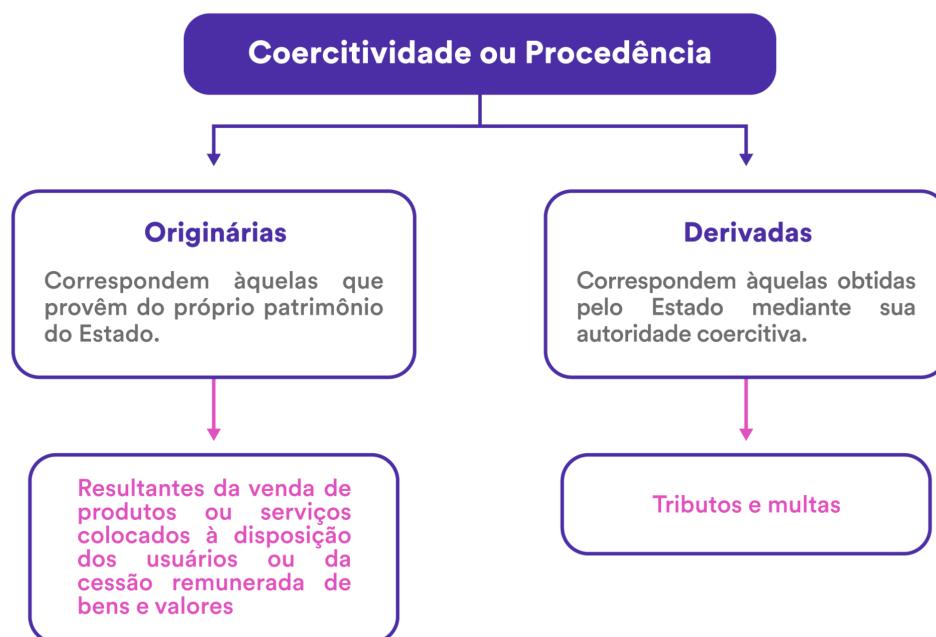 Coercitividade ou Procedência
Originárias
Correspondem àquelas que
provêm do próprio patrimônio
do Estado.
Derivadas
Correspondem àquelas obtidas
pelo Estado mediante sua
autoridade coercitiva.
Resultantes da venda de
produtos ou serviços
colocados à disposição
dos usuários ou da
cessão remunerada de
bens e valores
Tributos e multas